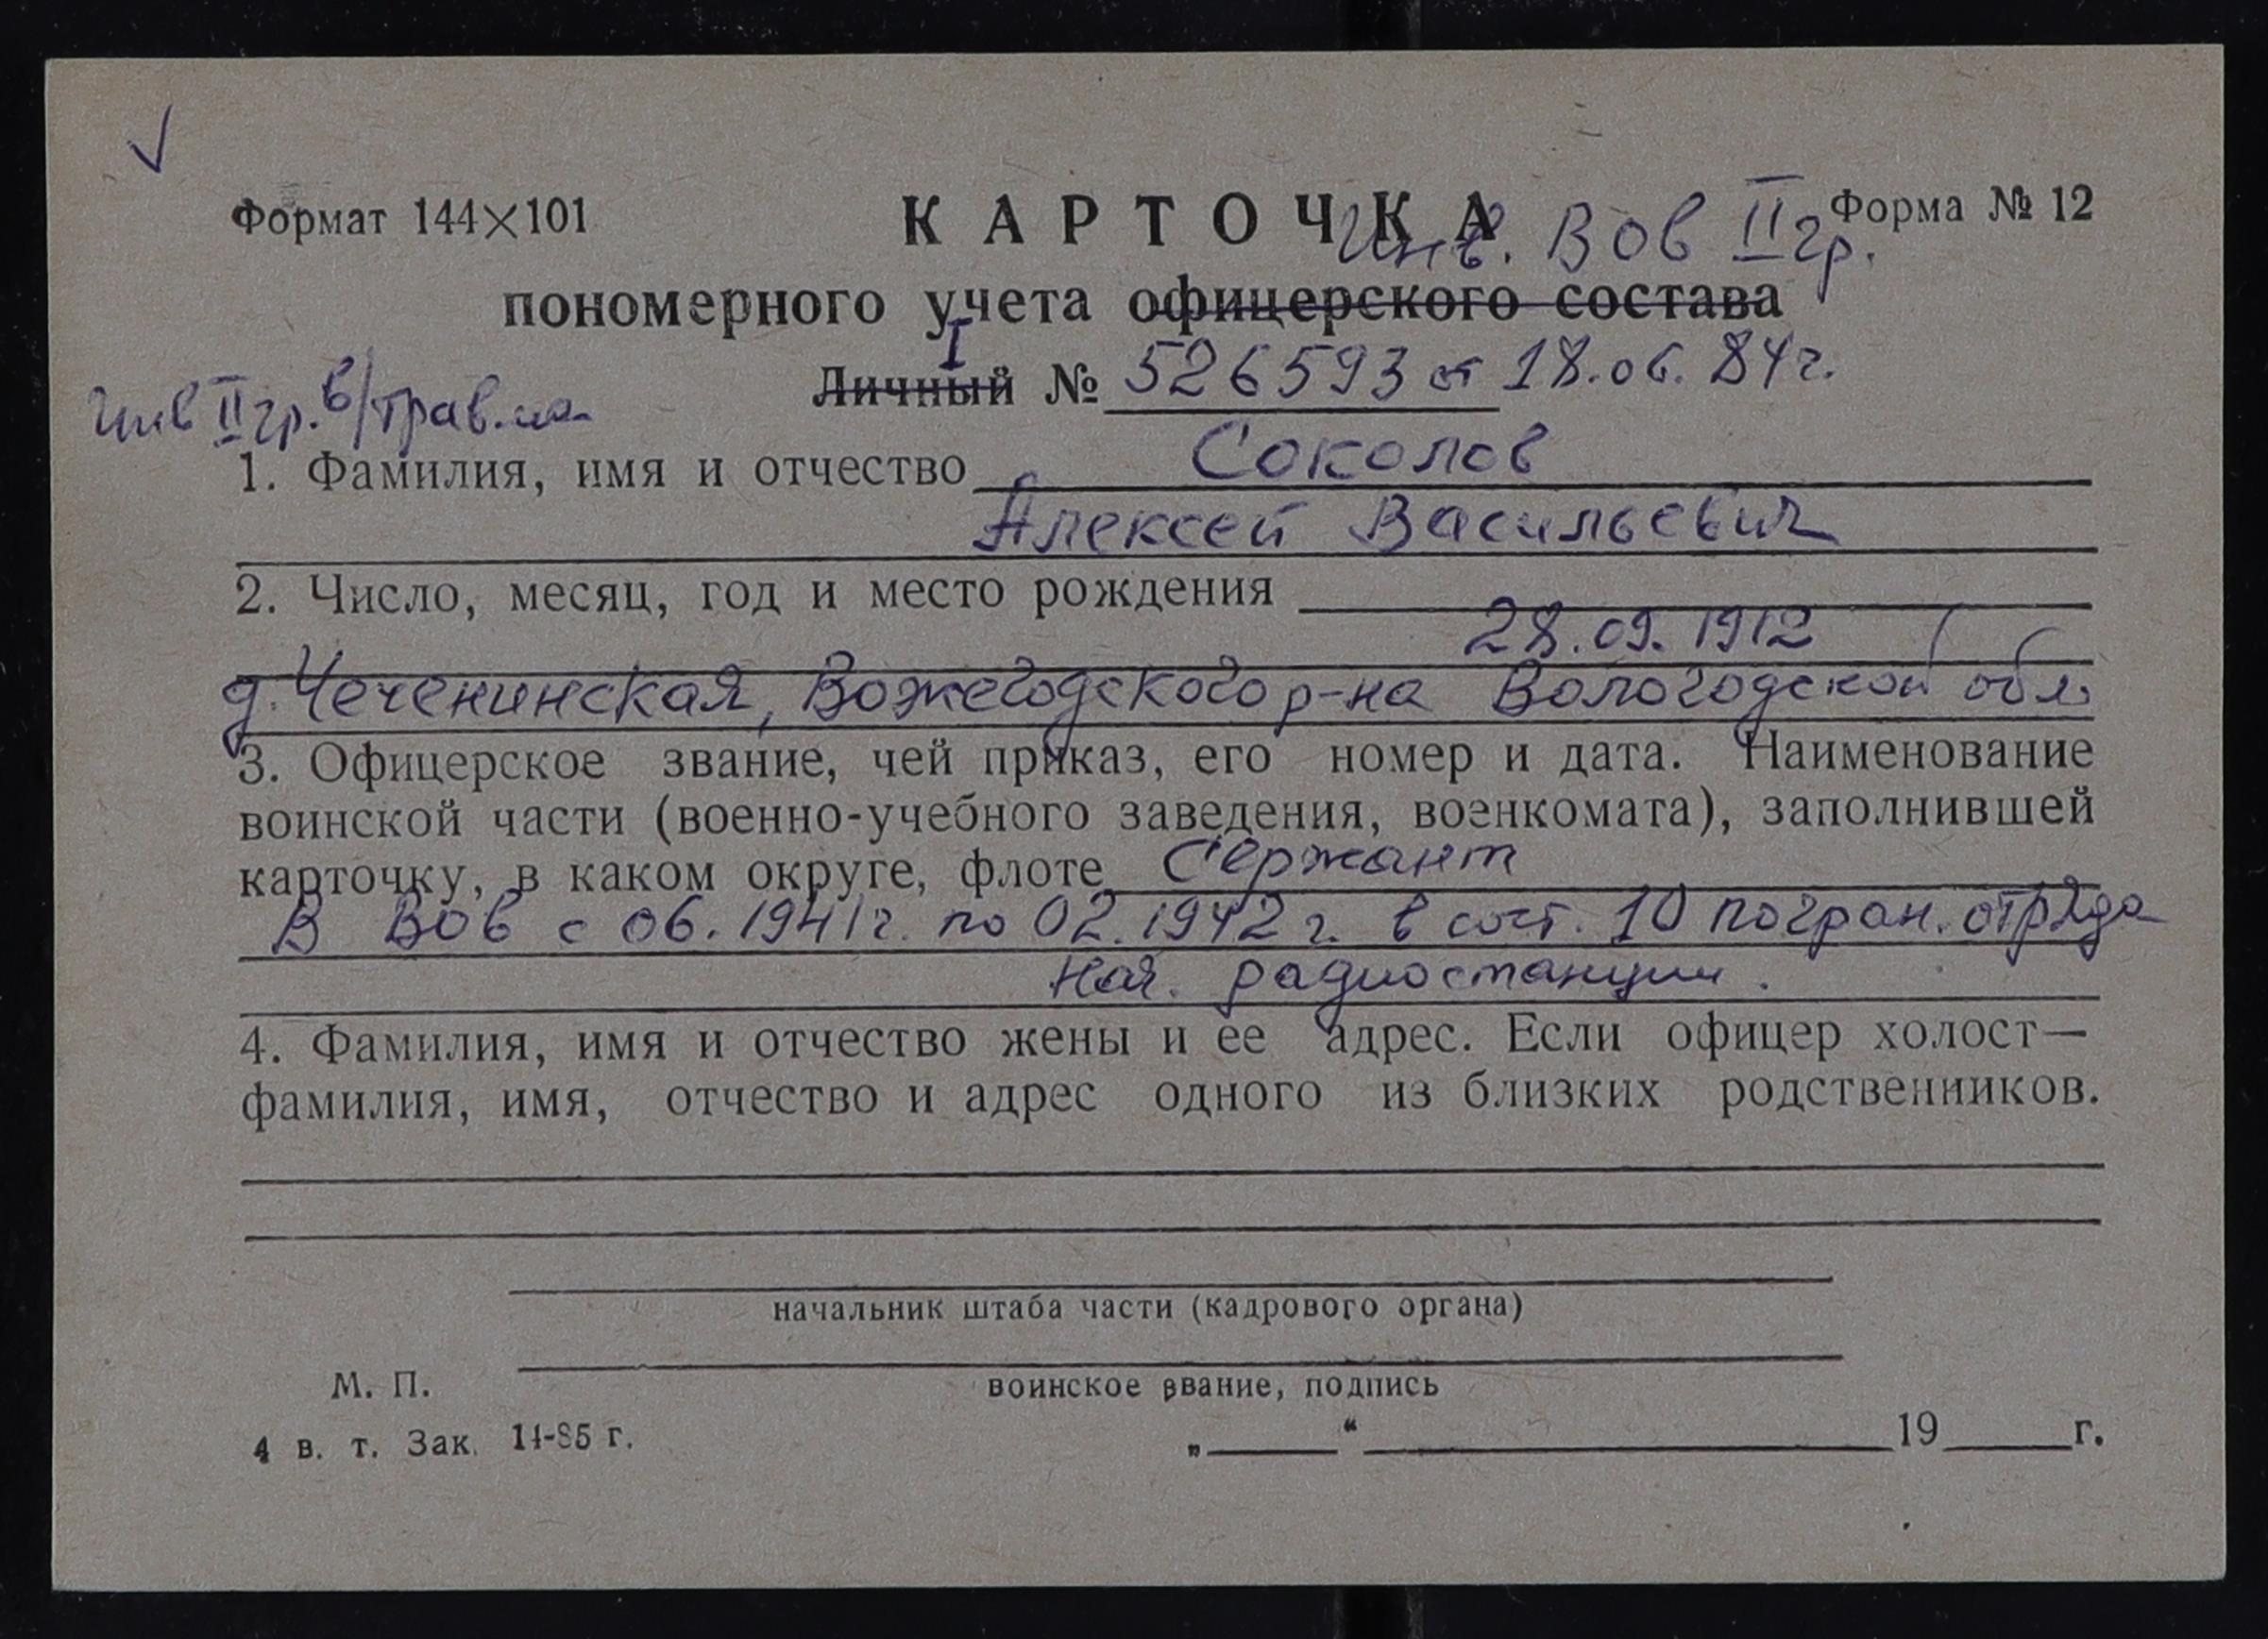 Формат 144×101
КАРТОЧКА
Форма № 12
Инв. Вов II гр.
пономерного учета офицерского состава
I
Личный № 526593 от 18.06.84г.
Инв II гр. в/трав.
1. Фамилия, имя и отчество Соколов
Алексей Васильевич
2. Число, месяц, год и место рождения
28.09.1912
д. Чеченинская, Вожегодского р-на Вологодской обл.
3. Офицерское звание, чей приказ, его номер и дата. Наименование
воинской части (военно-учебного заведения, военкомата), заполнившей
карточку, в каком округе, флоте Сержант
В Вов с 06.1941г. по 02.1942г. в сост. 10 погран. отряда
Нач. радиостанции.
4. Фамилия, имя и отчество жены и ее адрес. Если офицер холост—
фамилия, имя, отчество и адрес одного из близких родственников.
начальник штаба части (кадрового органа)
М. П.
воинское звание, подпись
4 в. т. Зак. 14-85 г.
„ “ 19 г.